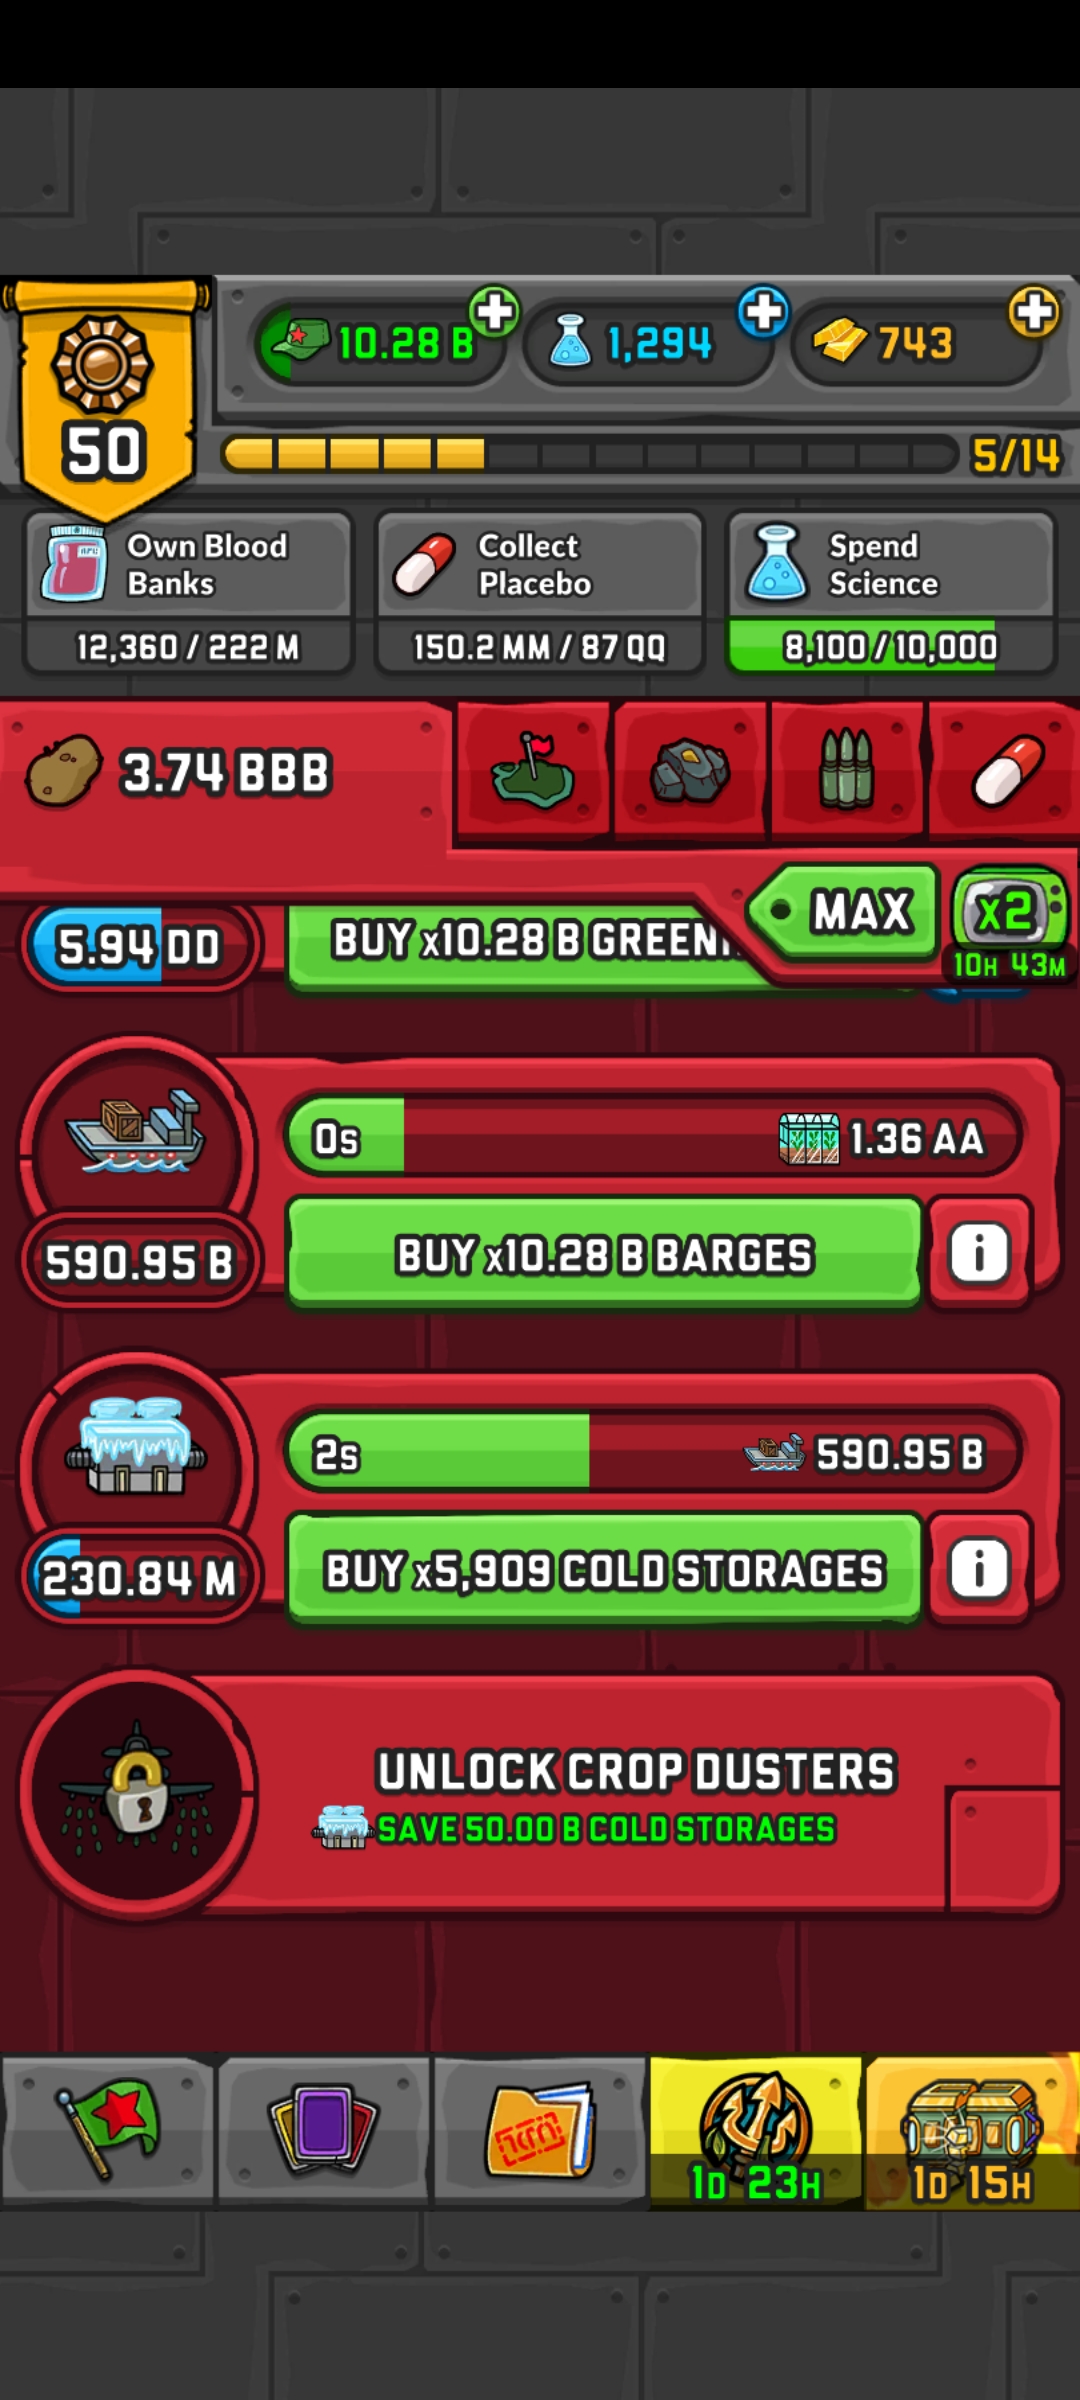 10.28 B
1,294
743
50
5/14
Own Blood
Banks
12,360 / 222 M
Collect
Placebo
150.2 MM / 87 QQ
Spend
Science
8,100 / 10,000
3.74 BBB
MAX
x2
10H 43M
5.94 DD
BUY x10.28 B
0s
1.36 AA
590.95 B
BUY x10.28 B BARGES
i
2s
590.95 B
230.84 M
BUY x5,909 COLD STORAGES
i
UNLOCK CROP DUSTERS
SAVE 50.00 B COLD STORAGES
1D 23H
1D 15H